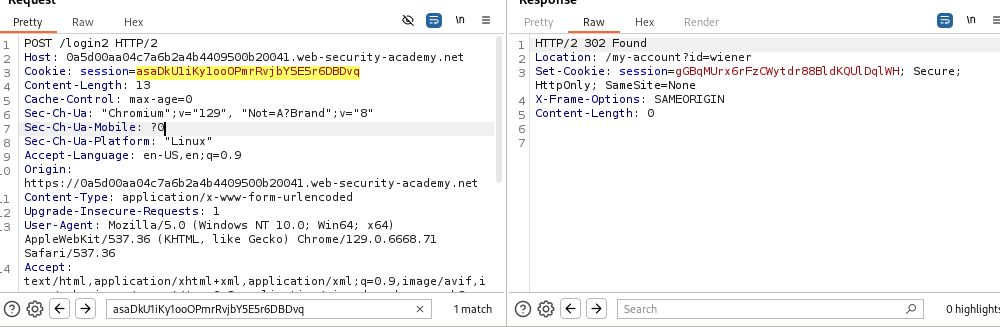 Request
Pretty Raw Hex \n
1 POST /login2 HTTP/2
2 Host: 0a5d00aa04c7a6b2a4b4409500b20041.web-security-academy.net
3 Cookie: session=asaDkU1iKy1ooOPmrRvjbY5E5r6DBDvq
4 Content-Length: 13
5 Cache-Control: max-age=0
6 Sec-Ch-Ua: "Chromium";v="129", "Not=A?Brand";v="8"
7 Sec-Ch-Ua-Mobile: ?0
8 Sec-Ch-Ua-Platform: "Linux"
9 Accept-Language: en-US,en;q=0.9
10 Origin:
https://0a5d00aa04c7a6b2a4b4409500b20041.web-security-academy.net
11 Content-Type: application/x-www-form-urlencoded
12 Upgrade-Insecure-Requests: 1
13 User-Agent: Mozilla/5.0 (Windows NT 10.0; Win64; x64)
AppleWebKit/537.36 (KHTML, like Gecko) Chrome/129.0.6668.71
Safari/537.36
14 Accept:
text/html,application/xhtml+xml,application/xml;q=0.9,image/avif,i
asaDkU1iKy1ooOPmrRvjbY5E5r6DBDvq 1 match
Response
Pretty Raw Hex Render \n
1 HTTP/2 302 Found
2 Location: /my-account?id=wiener
3 Set-Cookie: session=gGBqMUrx6rFzCWytdr88BldKQUlDqlWH; Secure;
HttpOnly; SameSite=None
4 X-Frame-Options: SAMEORIGIN
5 Content-Length: 0
6
7
Search 0 highlights